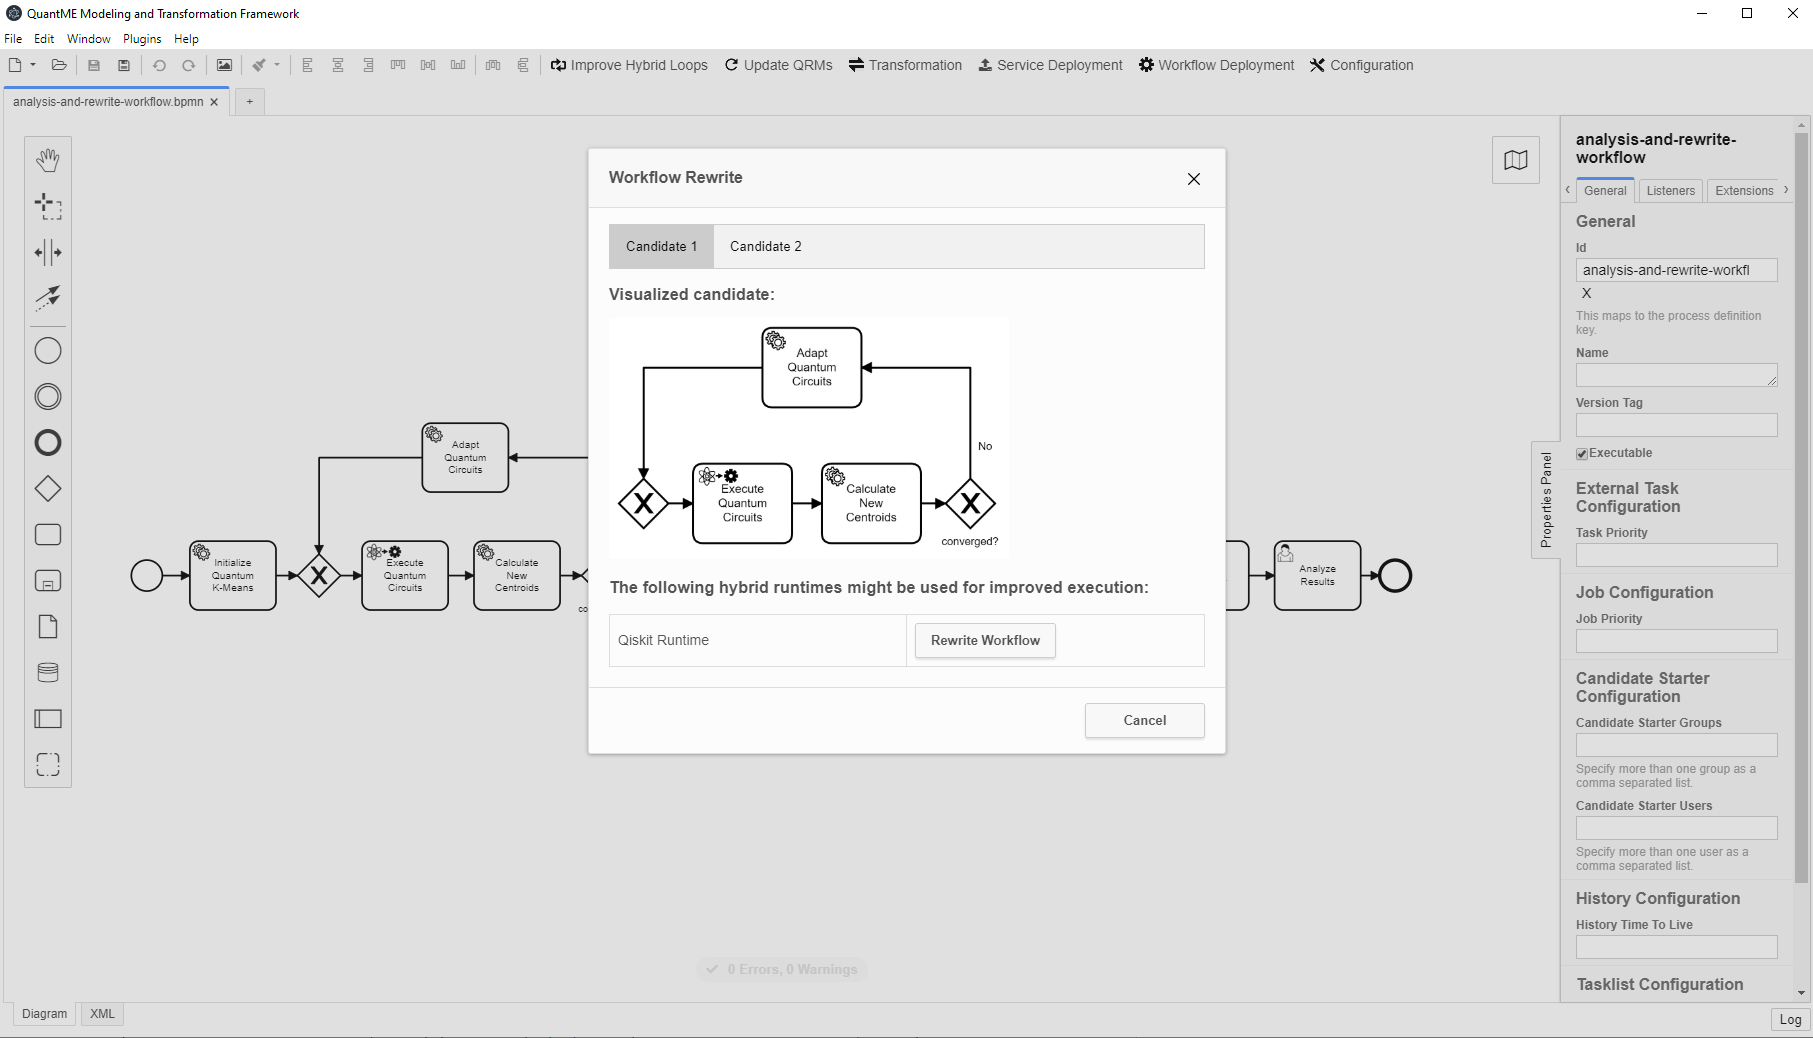 QuantME Modeling and Transformation Framework
File Edit Window Plugins Help
Improve Hybrid Loops Update QRMs Transformation Service Deployment Workflow Deployment Configuration
analysis-and-rewrite-workflow.bpmn
+
Workflow Rewrite
Candidate 1 Candidate 2
Visualized candidate:
Adapt
Quantum
Circuits
No
Execute
Quantum
Circuits
Calculate
New
Centroids
converged?
The following hybrid runtimes might be used for improved execution:
Qiskit Runtime Rewrite Workflow
Cancel
Adapt
Quantum
Circuits
Initialize
Quantum
K-Means
Execute
Quantum
Circuits
Calculate
New
Centroids
co
Analyze
Results
0 Errors, 0 Warnings
Properties Panel
analysis-and-rewrite-
workflow
General Listeners Extensions
General
Id
analysis-and-rewrite-workfl
X
This maps to the process definition
key.
Name
Version Tag
Executable
External Task
Configuration
Task Priority
Job Configuration
Job Priority
Candidate Starter
Configuration
Candidate Starter Groups
Specify more than one group as a
comma separated list.
Candidate Starter Users
Specify more than one user as a
comma separated list.
History Configuration
History Time To Live
Tasklist Configuration
Diagram XML
Log